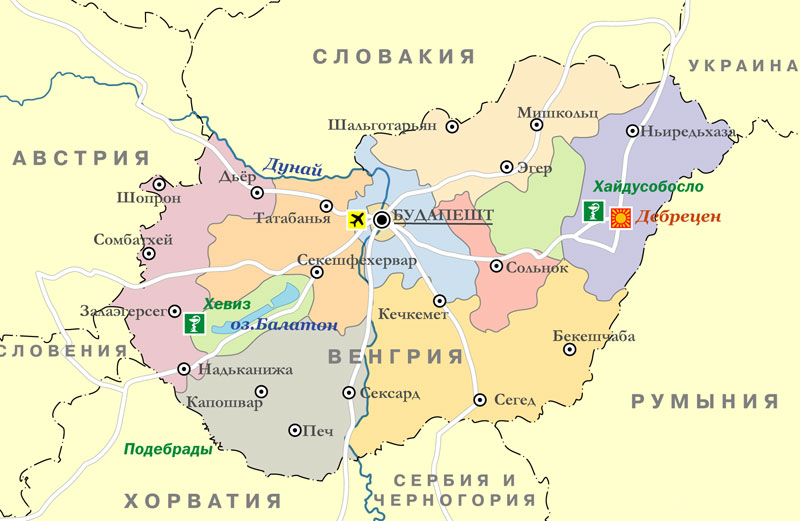 СЛОВАКИЯ
УКРАИНА
Мишкольц
Шальготарьян
Ньиредьхаза
АВСТРИЯ
Дунай
Эгер
Дьёр
Хайдусобосло
Шопрон
Татабанья
БУДАПЕШТ
Дебрецен
Сомбатхей
Секешфехервар
Сольнок
Хевиз
Залаэгерсег
Кечкемет
оз.Балатон
Бекешчаба
СЛОВЕНИЯ
ВЕНГРИЯ
Надьканижа
Капошвар
Сексард
Сегед
РУМЫНИЯ
Печ
Подебрады
СЕРБИЯ И
ЧЕРНОГОРИЯ
ХОРВАТИЯ